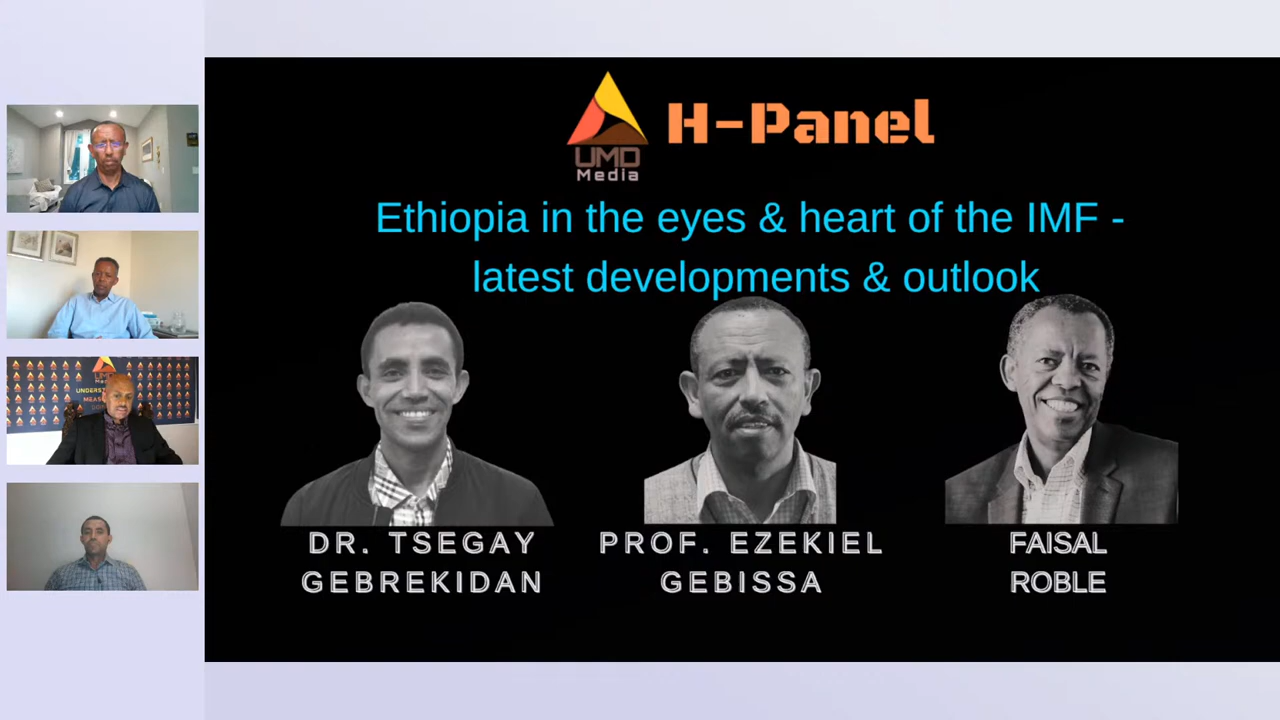 UMD
Media
H-Panel
Ethiopia in the eyes & heart of the IMF -
latest developments & outlook
DR. TSEGAY
GEBREKIDAN
PROF. EZEKIEL
GEBISSA
FAISAL
ROBLE
UMD